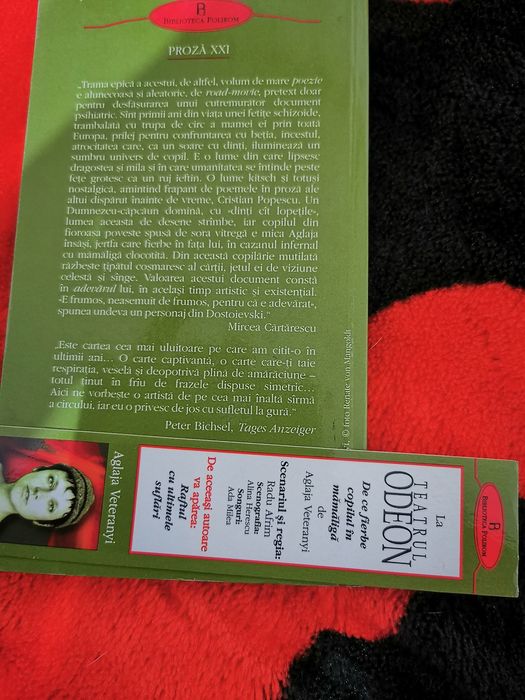 BIBLIOTECA POLIROM
PROZĂ XXI
„Trama epică a acestui, de altfel, volum de mare poezie
e alunecoasă și aleatorie, de road-movie, pretext doar
pentru desfășurarea unui cutremurător document
psihiatric. Sînt primii ani din viața unei fetițe schizoide,
trambalată cu trupa de circ a mamei ei prin toată
Europa, prilej pentru confruntarea cu beția, incestul,
atrocitatea care, ca un soare cu dinți, iluminează un
sumbru univers de copil. E o lume din care lipsesc
dragostea și mila și în care umanitatea se întinde peste
fețe grotesc ca un ruj ieftin. O lume kitsch și totuși
nostalgică, amintind frapant de poemele în proză ale
altui dispărut înainte de vreme, Cristian Popescu. Un
Dumnezeu-căpcăun domină, cu «dinți cît lopețile»,
lumea aceasta de desene strîmbe, iar copilul din
fioroasa poveste spusă de sora vitregă e mica Aglaja
însăși, jertfa care fierbe în fața lui, în cazanul infernal
cu mămăligă clocotită. Din această copilărie mutilată
răzbește țipătul coșmaresc al cărții, jetul ei de viziune
celestă și sînge. Valoarea acestui document constă
în adevărul lui, în același timp artistic și existențial.
«E frumos, neasemuit de frumos, pentru că e adevărat»,
spunea undeva un personaj din Dostoievski.“
Mircea Cărtărescu
„Este cartea cea mai uluitoare pe care am citit-o în
ultimii ani... O carte captivantă, o carte care-ți taie
respirația, veselă și deopotrivă plină de amărăciune –
totul ținut în frîu de frazele dispuse simetric...
Aici ne vorbește o artistă de pe cea mai înaltă sîrmă
a circului, iar eu o privesc de jos cu sufletul la gură.“
Peter Bichsel, Tages Anzeiger
© Inna Renate von Mangoldt
BIBLIOTECA POLIROM
La
TEATRUL
ODEON
De ce fierbe
copilul în
mămăligă
de
Aglaja Veteranyi
Scenariul și regia:
Radu Afrim
Scenografia:
Alina Herescu
Songuri:
Ada Milea
De aceeași autoare
va apărea:
Raftul
cu ultimele
suflări
Aglaja Veteranyi